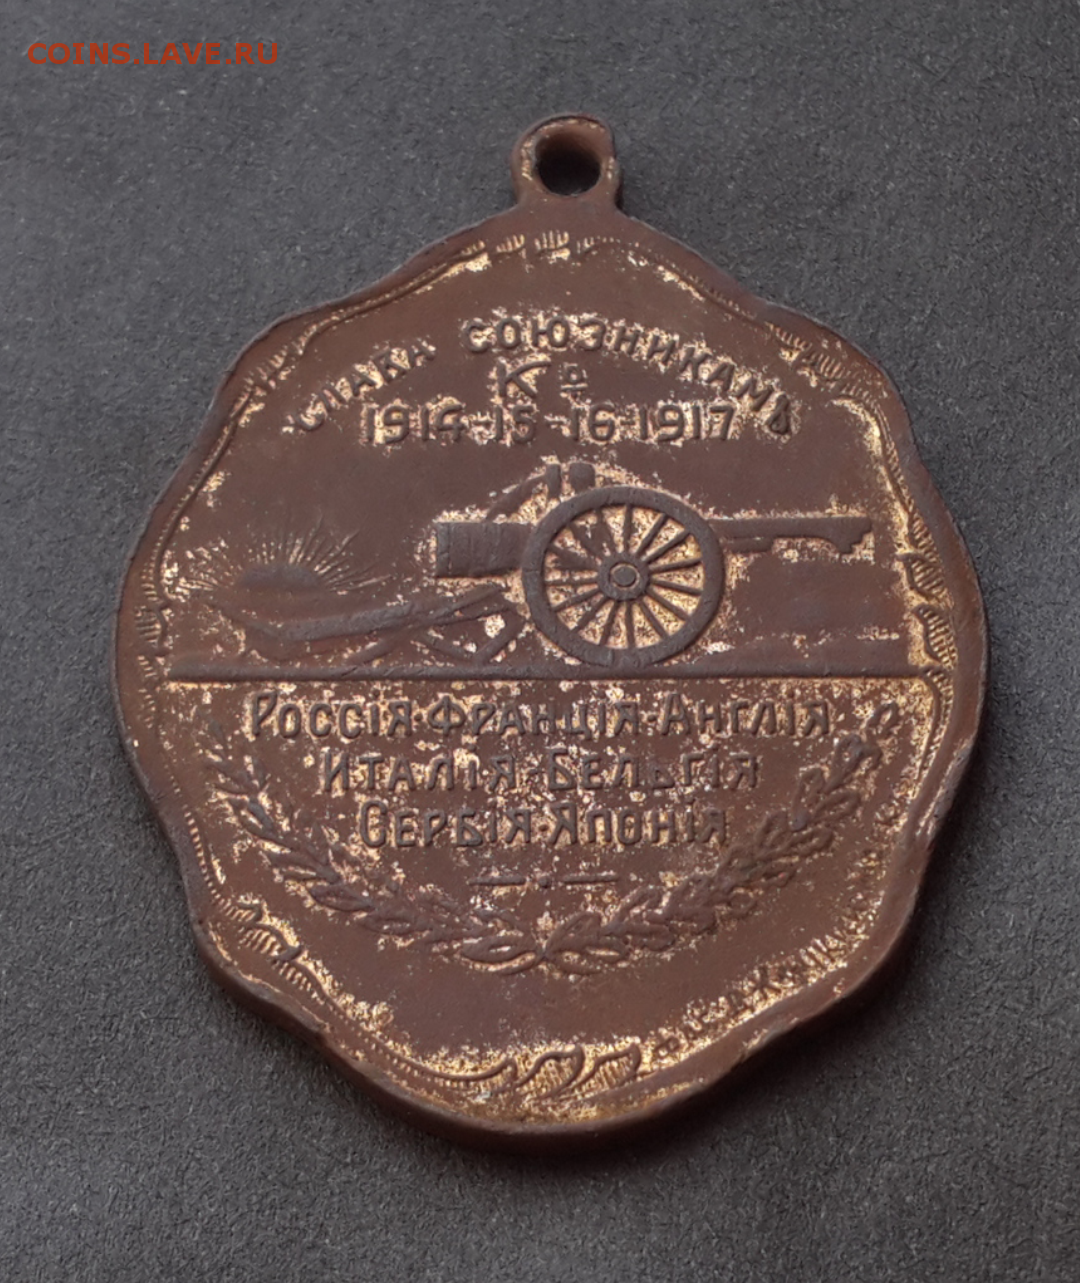 COINS.LAVE.RU
СЛАВА СОЮЗНИКАМЪ
1914-15-16-1917
РОССІЯ·ФРАНЦІЯ·АНГЛІЯ
ИТАЛІЯ·БЕЛЬГІЯ
СЕРБІЯ·ЯПОНІЯ